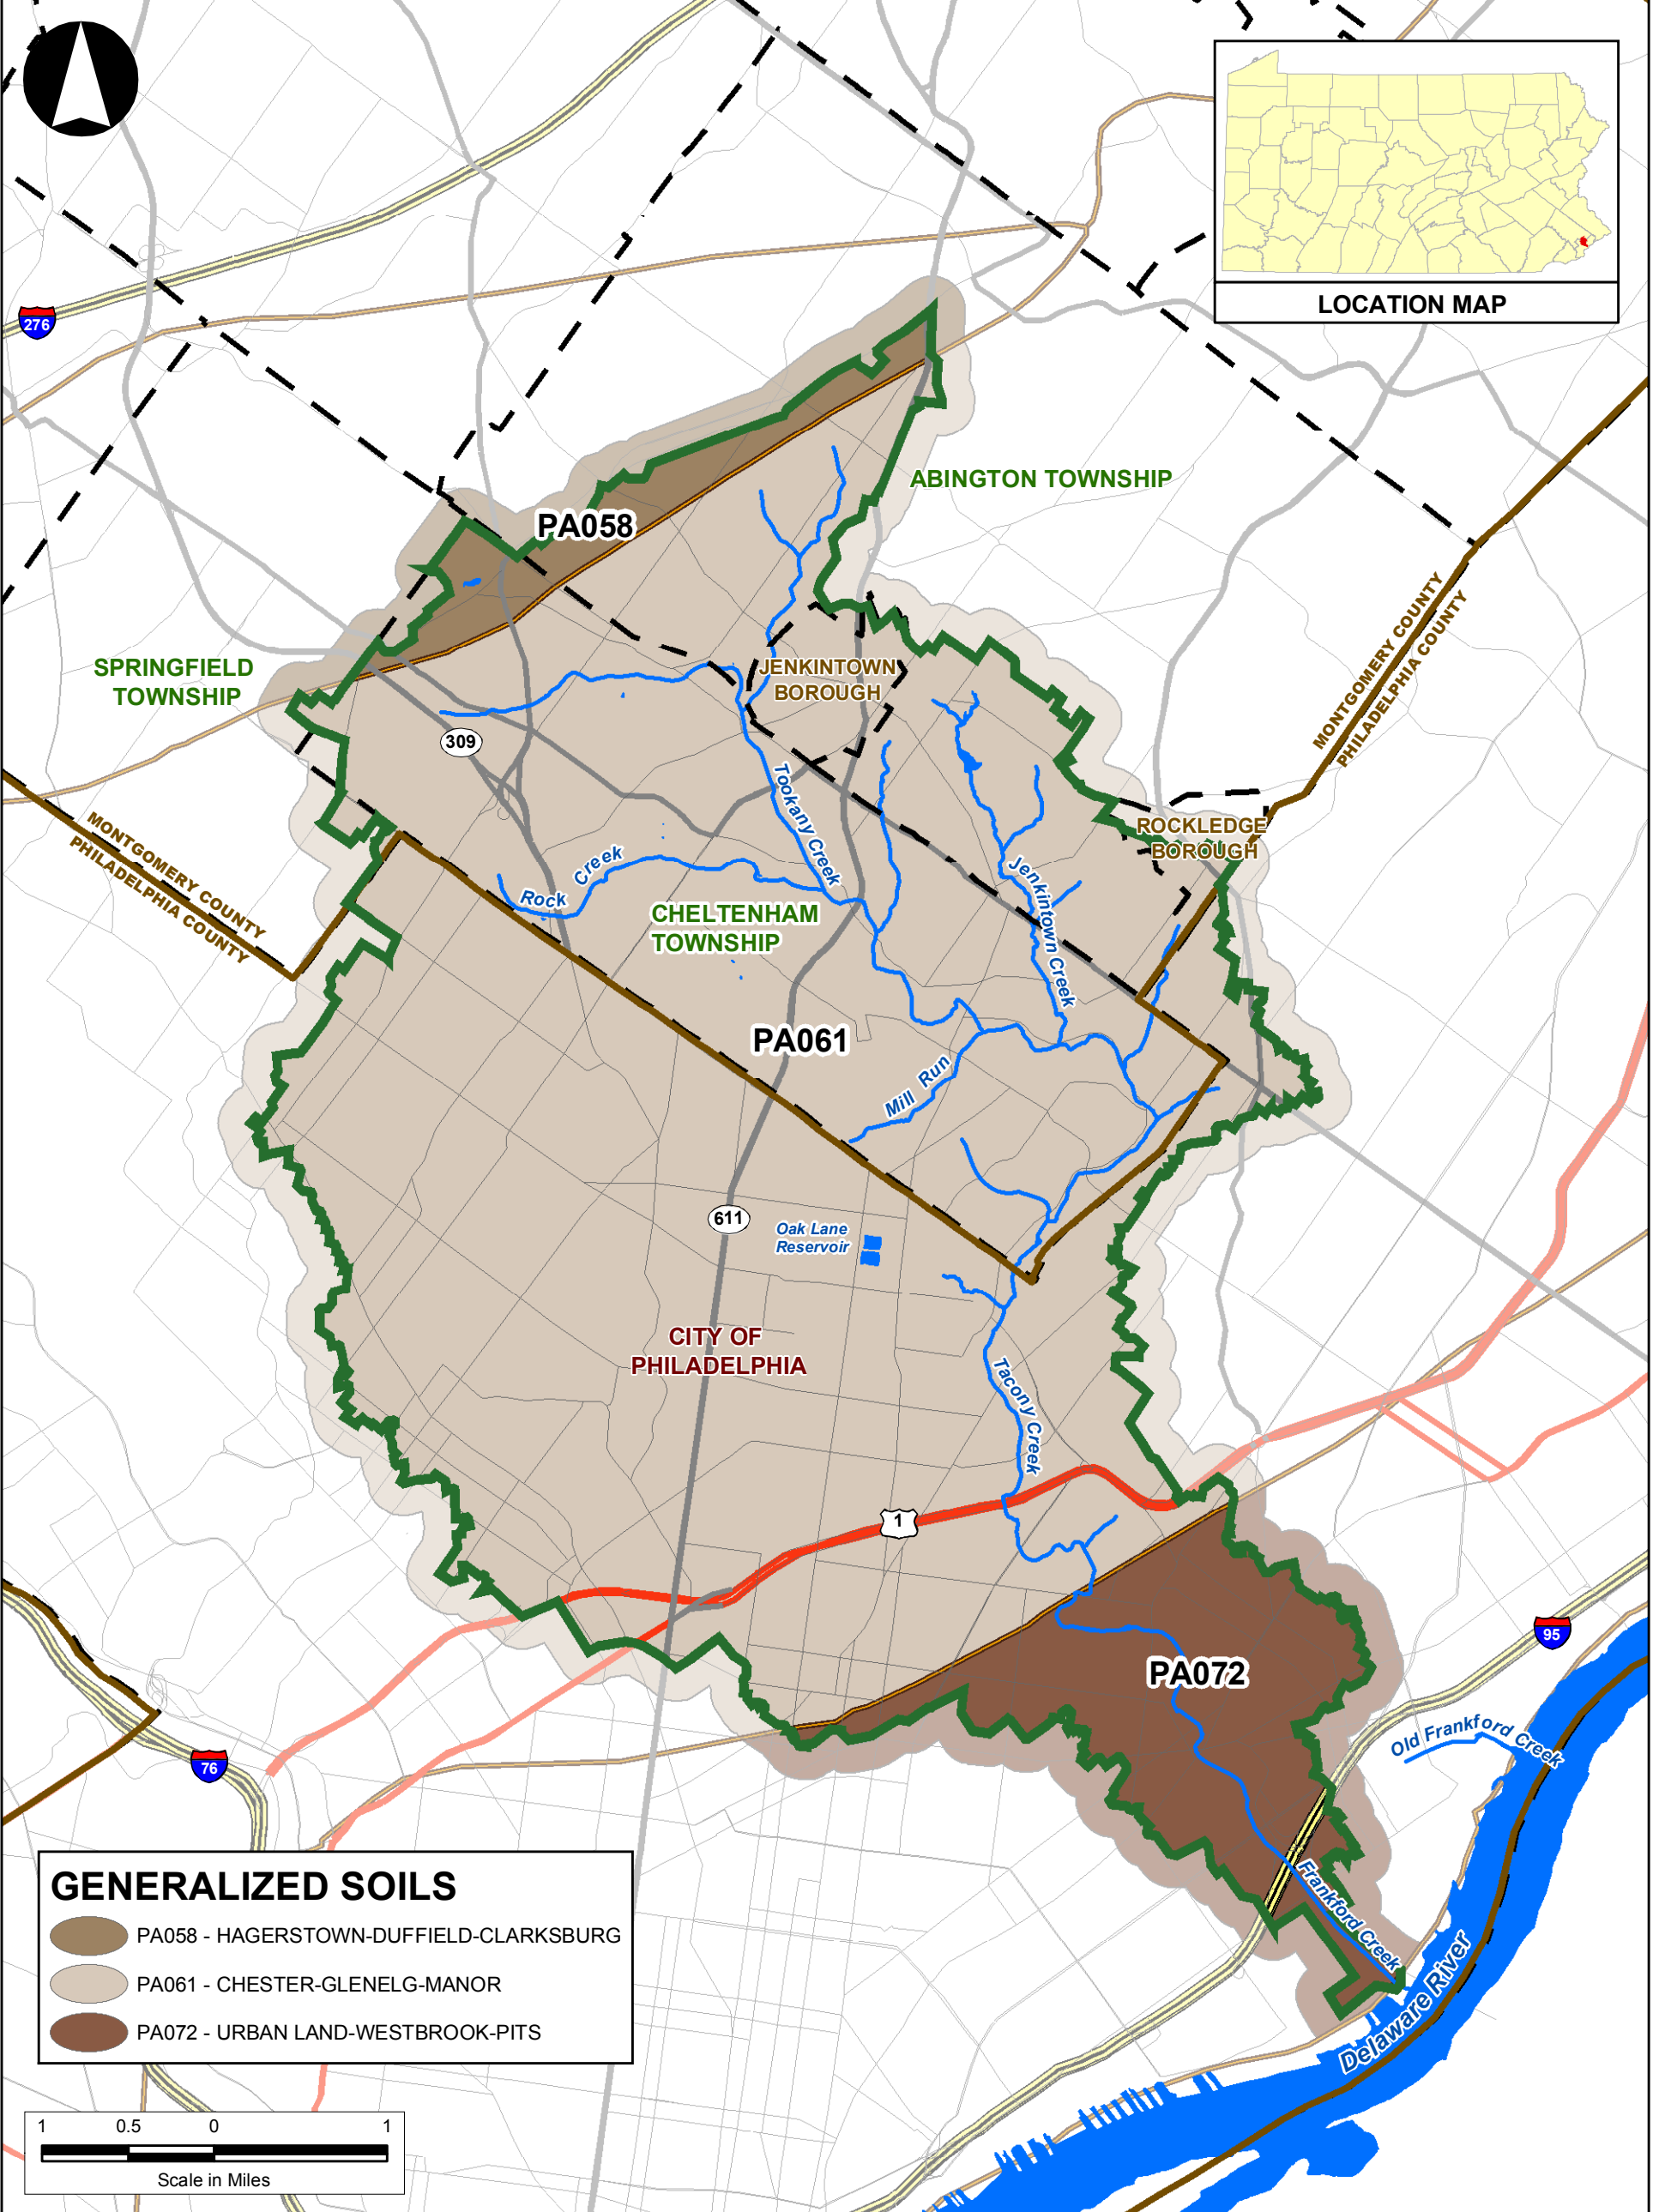 LOCATION MAP
276
ABINGTON TOWNSHIP
PA058
SPRINGFIELD
TOWNSHIP
JENKINTOWN
BOROUGH
MONTGOMERY COUNTY
PHILADELPHIA COUNTY
309
Tookany Creek
ROCKLEDGE
BOROUGH
MONTGOMERY COUNTY
PHILADELPHIA COUNTY
Rock Creek
CHELTENHAM
TOWNSHIP
Jenkintown Creek
PA061
Mill Run
611
Oak Lane
Reservoir
CITY OF
PHILADELPHIA
Tacony Creek
1
95
PA072
Old Frankford Creek
76
Frankford Creek
Delaware River
GENERALIZED SOILS
PA058 - HAGERSTOWN-DUFFIELD-CLARKSBURG
PA061 - CHESTER-GLENELG-MANOR
PA072 - URBAN LAND-WESTBROOK-PITS
1 0.5 0 1
Scale in Miles